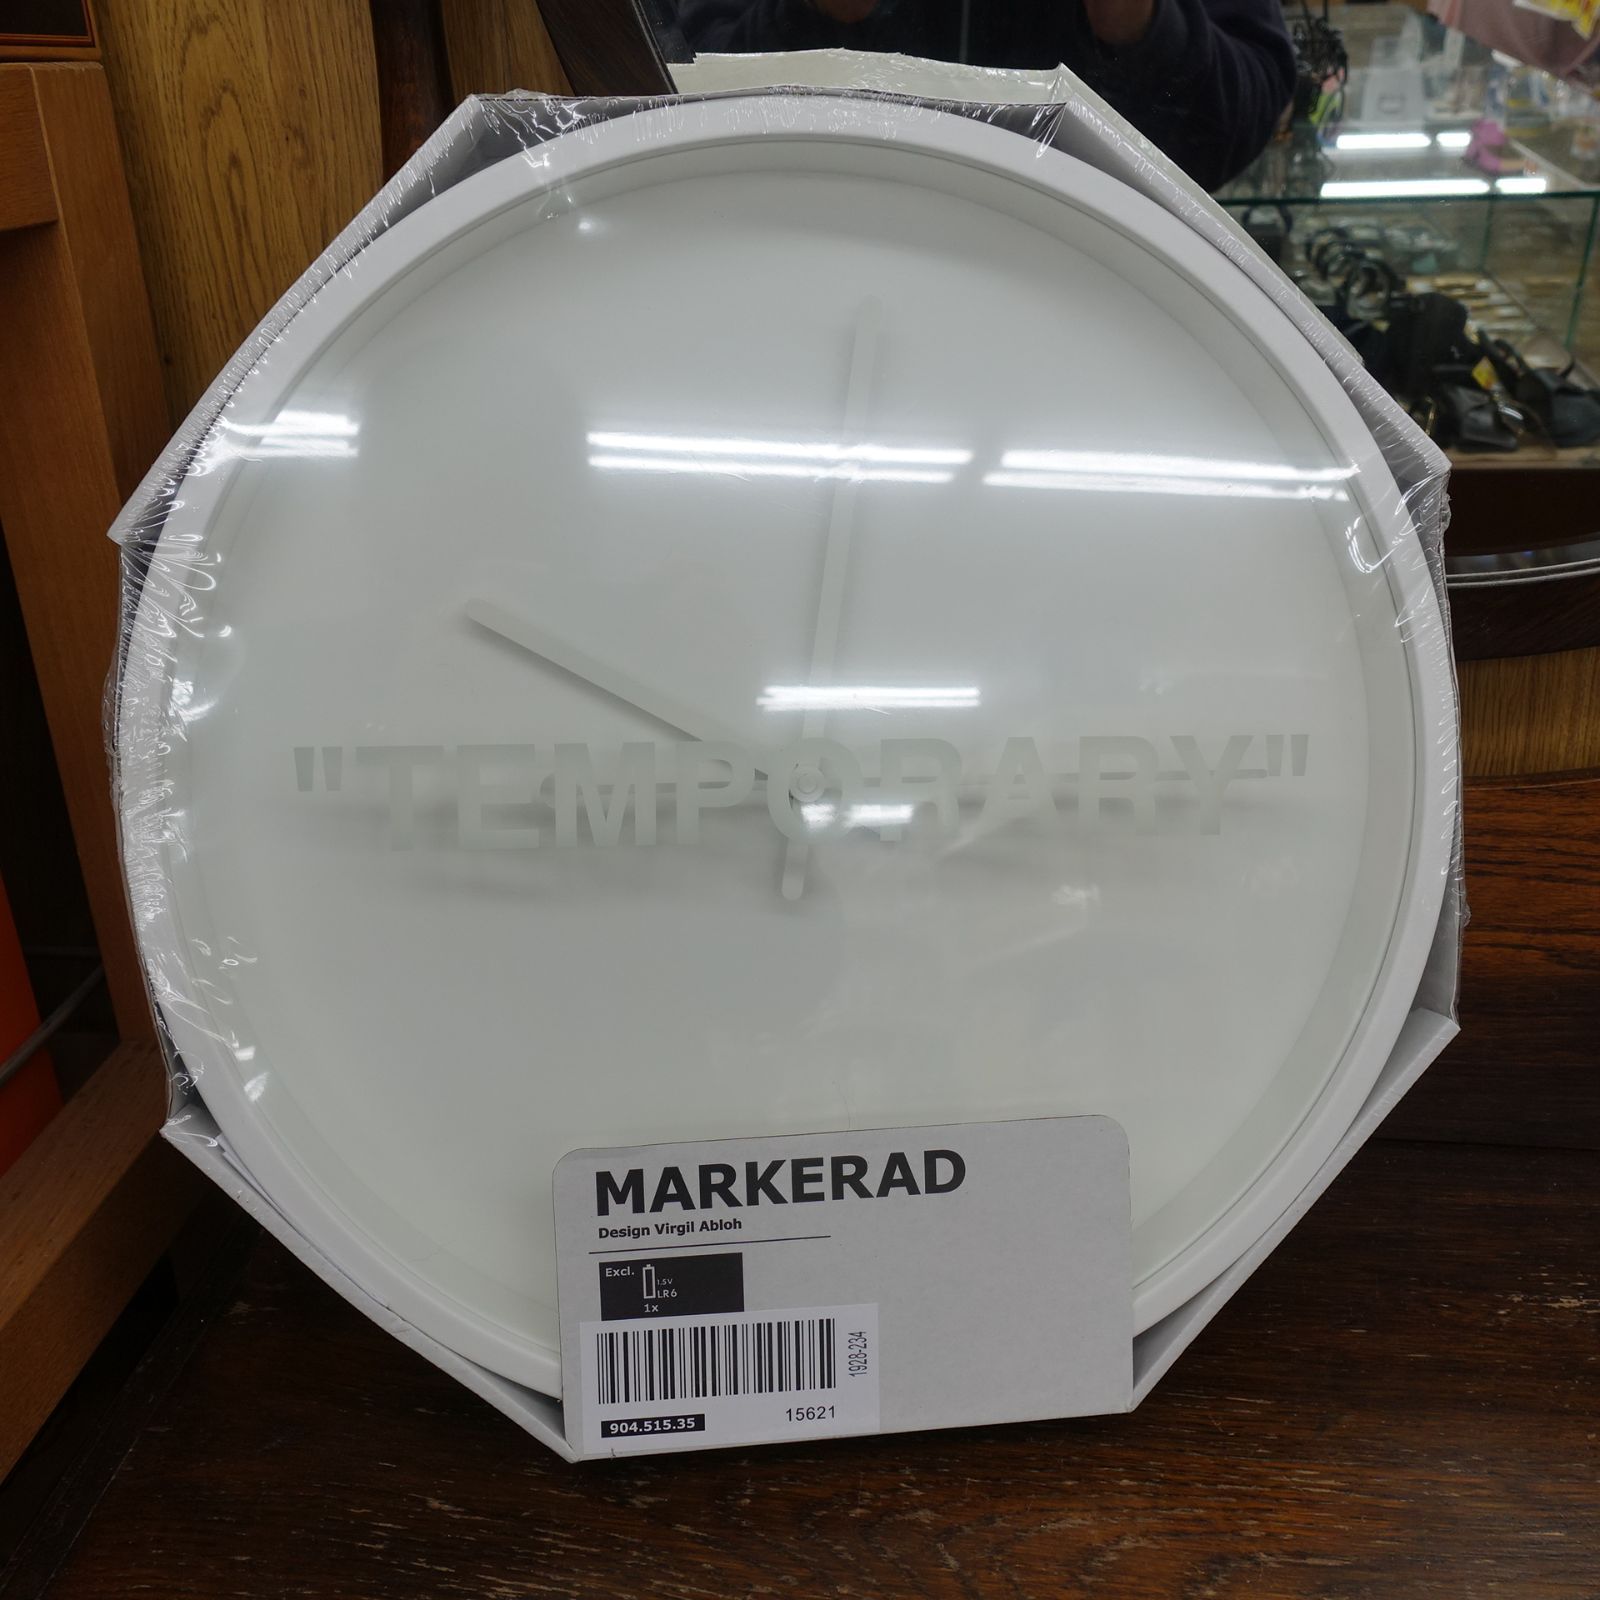 "TEMPORARY"
MARKERAD
Design Virgil Abloh
Excl.
1.5V
LR6
1x
1928-234
904.515.35
15621